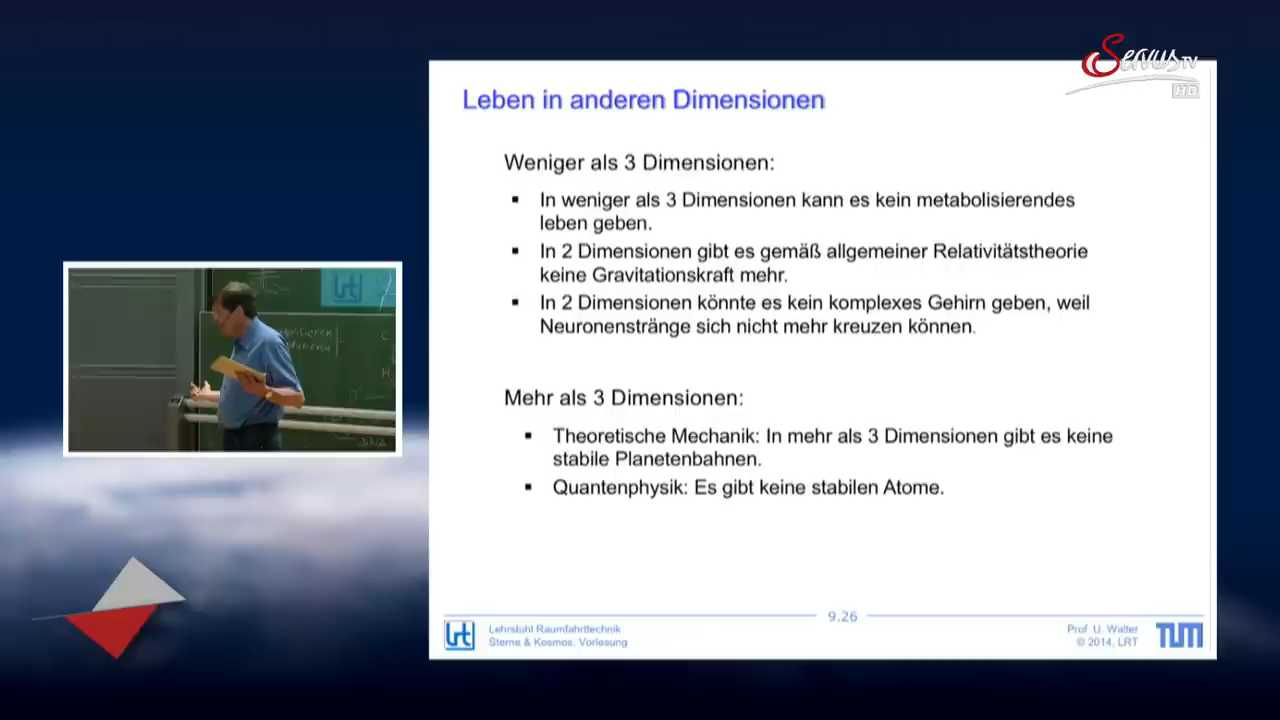 Servus TV
HD
Leben in anderen Dimensionen
Weniger als 3 Dimensionen:
▪ In weniger als 3 Dimensionen kann es kein metabolisierendes
leben geben.
▪ In 2 Dimensionen gibt es gemäß allgemeiner Relativitätstheorie
keine Gravitationskraft mehr.
▪ In 2 Dimensionen könnte es kein komplexes Gehirn geben, weil
Neuronenstränge sich nicht mehr kreuzen können.
Mehr als 3 Dimensionen:
▪ Theoretische Mechanik: In mehr als 3 Dimensionen gibt es keine
stabile Planetenbahnen.
▪ Quantenphysik: Es gibt keine stabilen Atome.
9.26
lrt
Lehrstuhl Raumfahrttechnik
Sterne & Kosmos, Vorlesung
Prof. U. Walter
© 2014, LRT
TUM
lrt